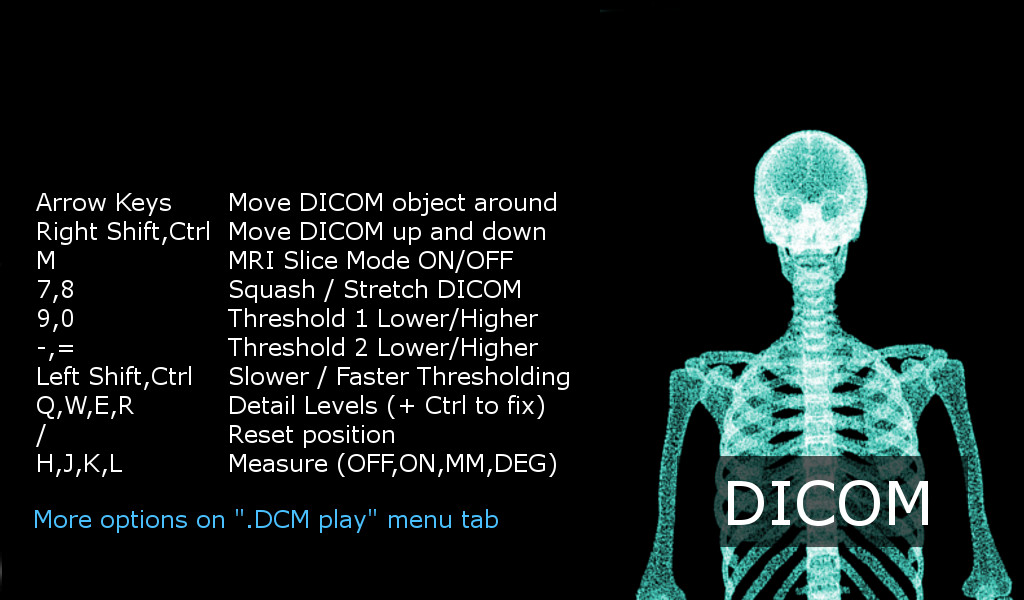 Arrow Keys Move DICOM object around
Right Shift,Ctrl Move DICOM up and down
M MRI Slice Mode ON/OFF
7,8 Squash / Stretch DICOM
9,0 Threshold 1 Lower/Higher
-,= Threshold 2 Lower/Higher
Left Shift,Ctrl Slower / Faster Thresholding
Q,W,E,R Detail Levels (+ Ctrl to fix)
/ Reset position
H,J,K,L Measure (OFF,ON,MM,DEG)
More options on ".DCM play" menu tab
DICOM